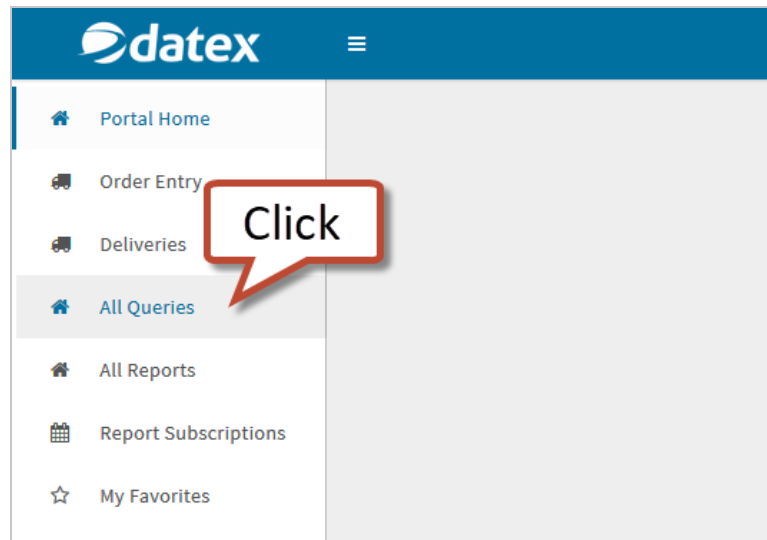 datex
Portal Home
Order Entry
Click
Deliveries
All Queries
All Reports
Report Subscriptions
My Favorites